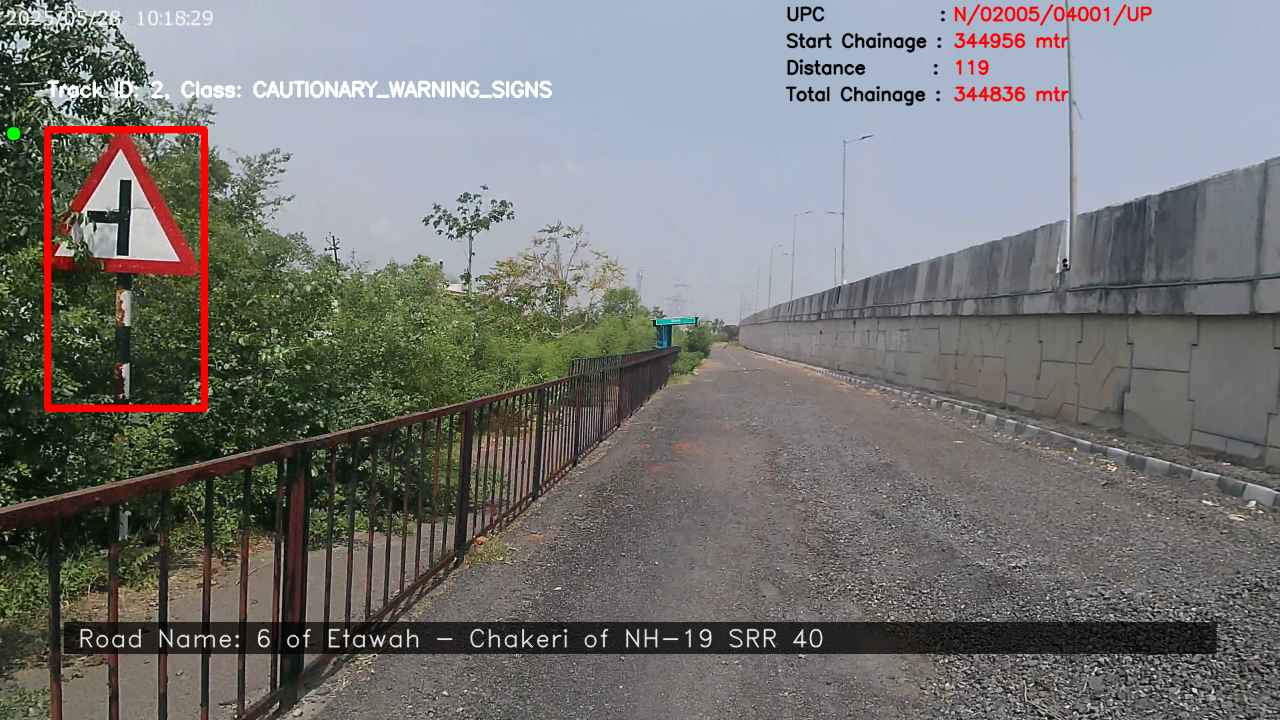 2025/05/28 10:18:29
UPC : N/02005/04001/UP
Start Chainage : 344956 mtr
Distance : 119
Total Chainage : 344836 mtr
Track ID: 2, Class: CAUTIONARY_WARNING_SIGNS
Road Name: 6 of Etawah - Chakeri of NH-19 SRR 40